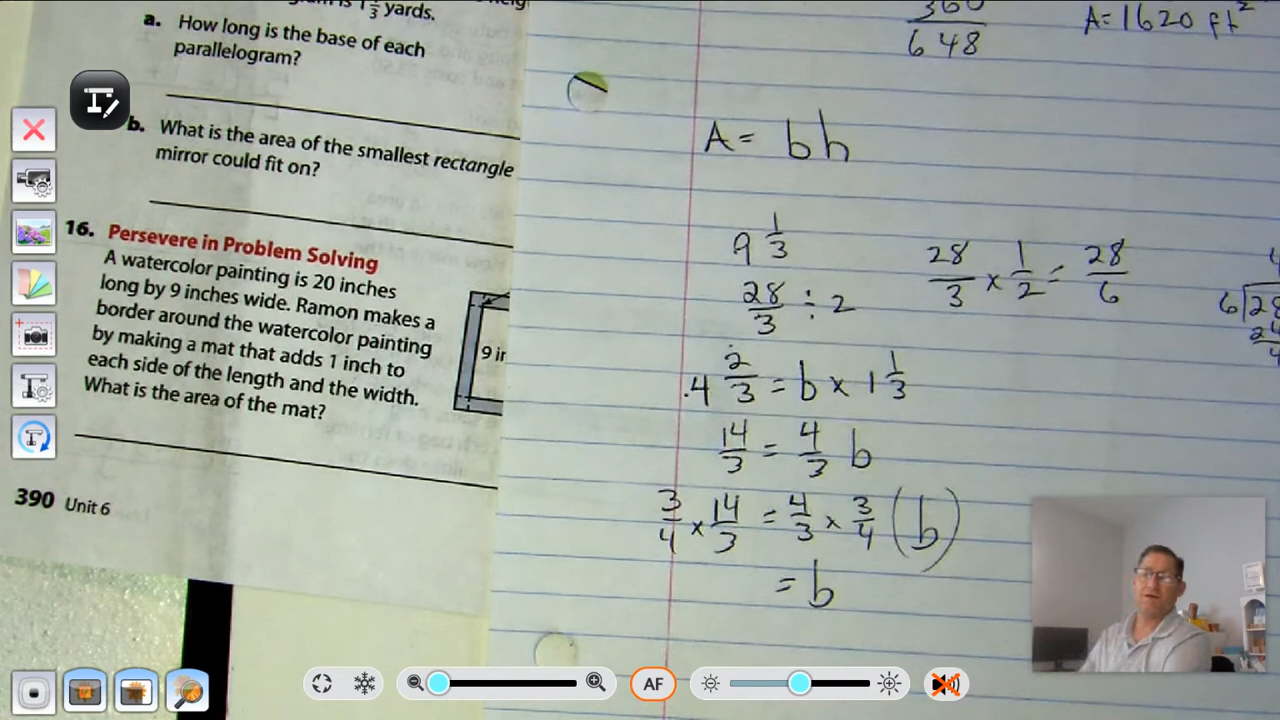 is 1 1/3 yards.
a. How long is the base of each
parallelogram?
b. What is the area of the smallest rectangle
mirror could fit on?
16. Persevere in Problem Solving
A watercolor painting is 20 inches
long by 9 inches wide. Ramon makes a
border around the watercolor painting
by making a mat that adds 1 inch to
each side of the length and the width.
What is the area of the mat?
9 in
390 Unit 6
360
648
A=1620 ft²
A = bh
9 1/3
28/3 ÷ 2
28/3 × 1/2 = 28/6
4 2/3 = b × 1 1/3
14/3 = 4/3 b
3/4 × 14/3 = 4/3 × 3/4 (b)
= b
AF